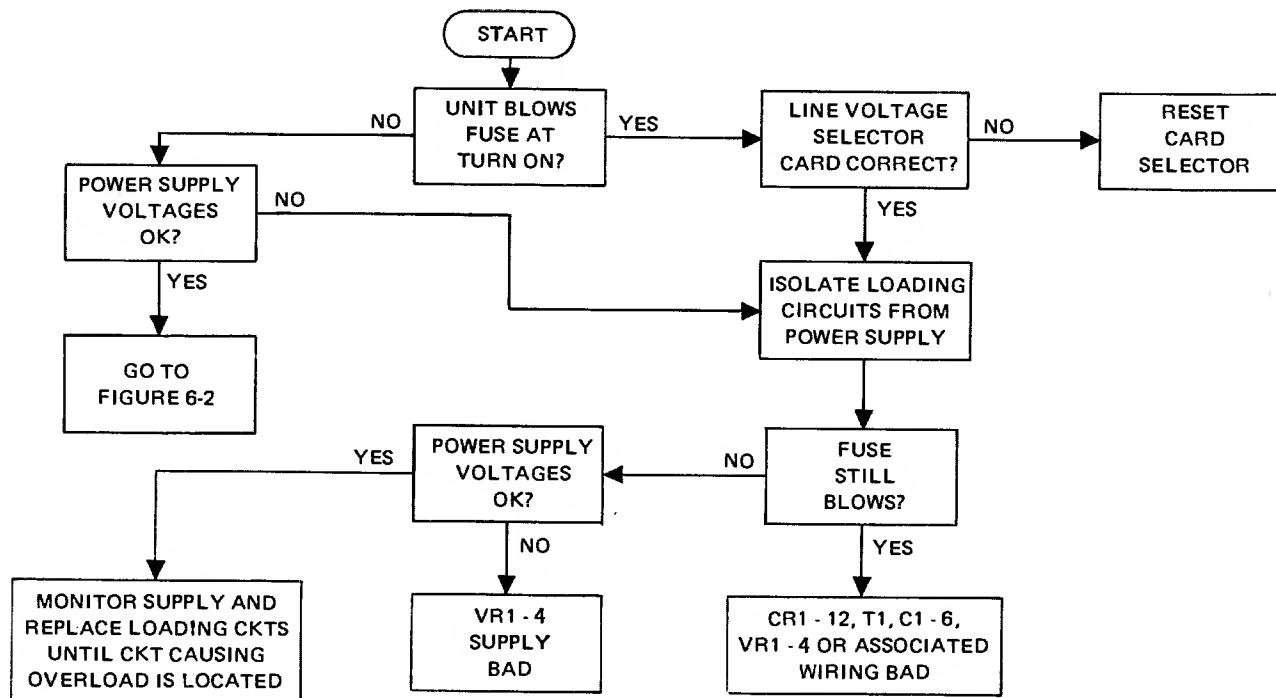 START
UNIT BLOWS
FUSE AT
TURN ON?
NO
YES
LINE VOLTAGE
SELECTOR
CARD CORRECT?
NO
RESET
CARD
SELECTOR
POWER SUPPLY
VOLTAGES
OK?
NO
YES
YES
GO TO
FIGURE 6-2
ISOLATE LOADING
CIRCUITS FROM
POWER SUPPLY
FUSE
STILL
BLOWS?
NO
YES
POWER SUPPLY
VOLTAGES
OK?
YES
NO
MONITOR SUPPLY AND
REPLACE LOADING CKTS
UNTIL CKT CAUSING
OVERLOAD IS LOCATED
VR1 - 4
SUPPLY
BAD
CR1 - 12, T1, C1 - 6,
VR1 - 4 OR ASSOCIATED
WIRING BAD